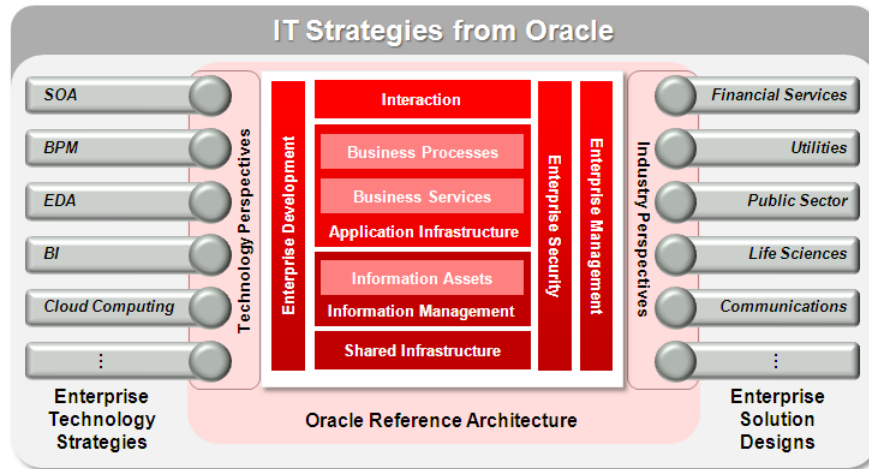 IT Strategies from Oracle
SOA
BPM
EDA
BI
Cloud Computing
⋮
Enterprise
Technology
Strategies
Technology Perspectives
Enterprise Development
Interaction
Business Processes
Business Services
Application Infrastructure
Information Assets
Information Management
Shared Infrastructure
Enterprise Security
Enterprise Management
Oracle Reference Architecture
Industry Perspectives
Financial Services
Utilities
Public Sector
Life Sciences
Communications
⋮
Enterprise
Solution
Designs